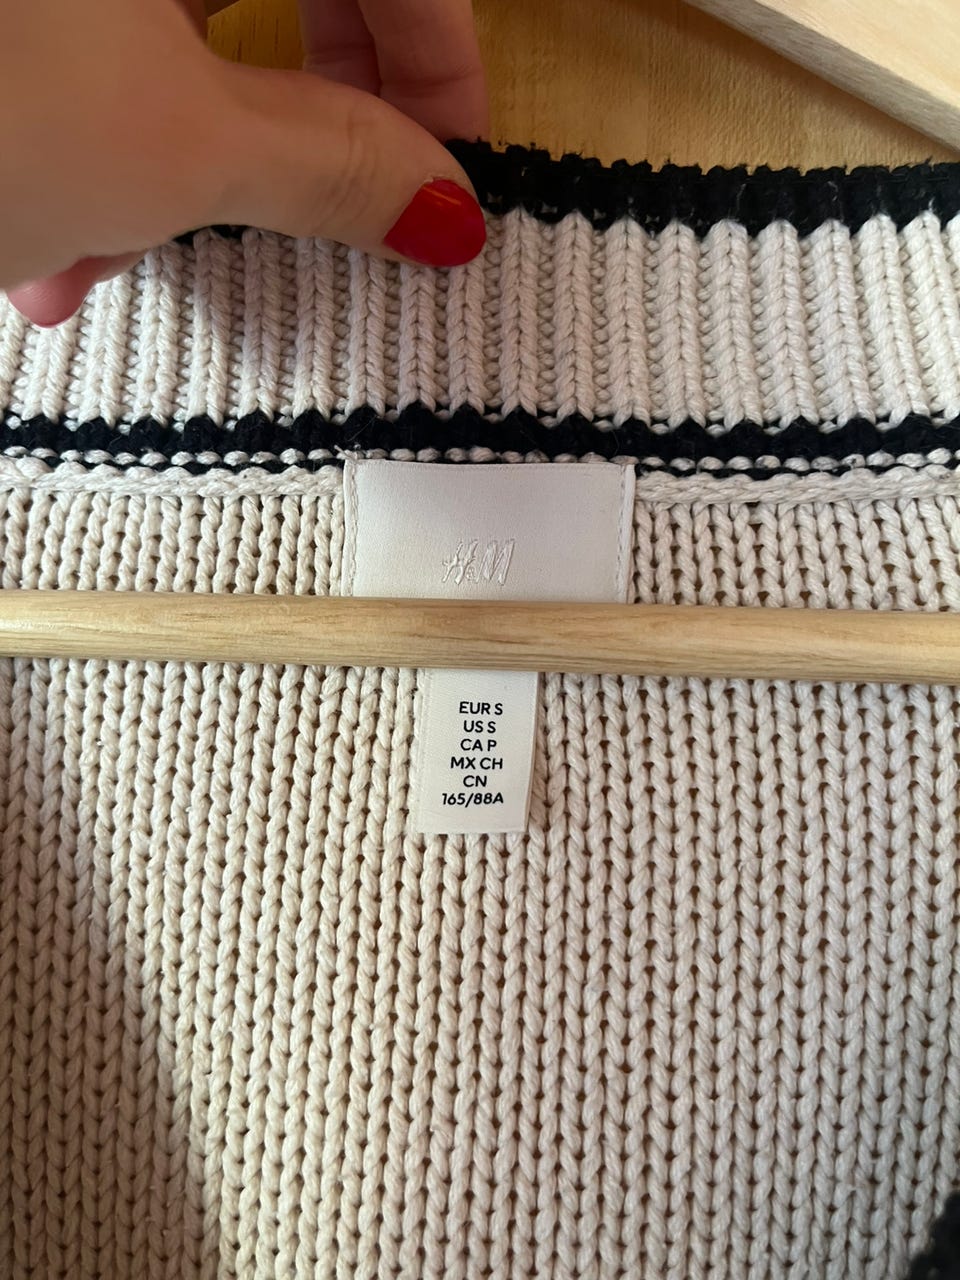 H&M
EUR S
US S
CA P
MX CH
CN
165/88A